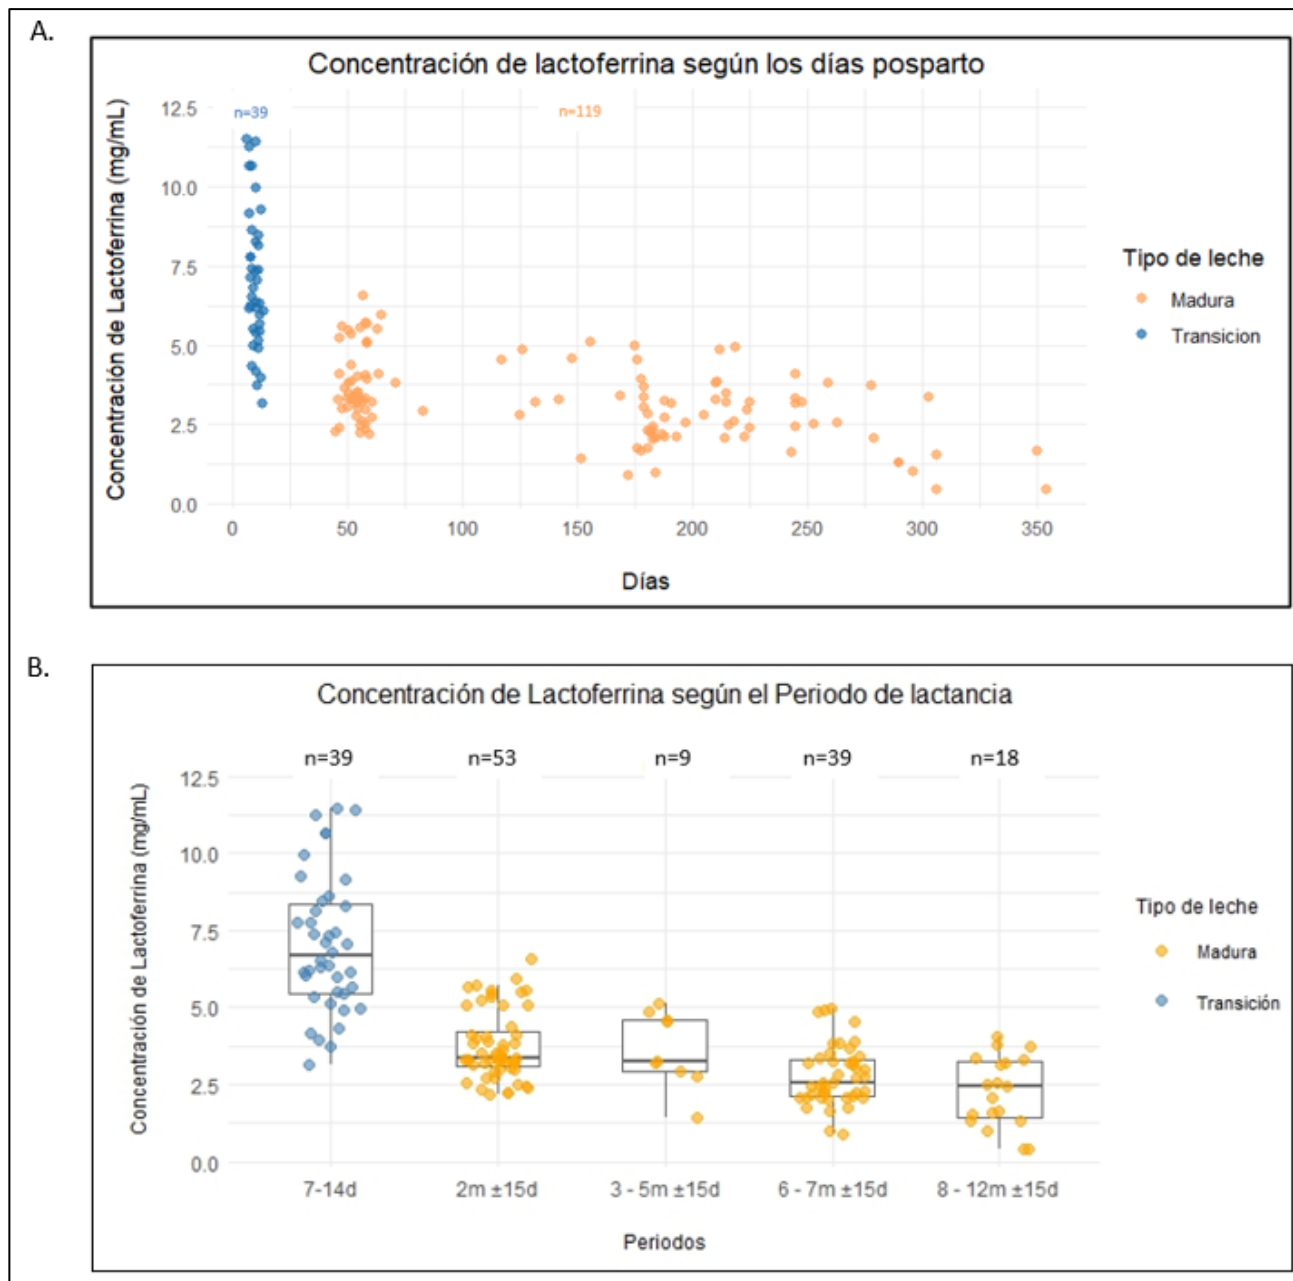 A.
Concentración de lactoferrina según los días posparto
n=39
n=119
Concentración de Lactoferrina (mg/mL)
12.5
10.0
7.5
5.0
2.5
0.0
0 50 100 150 200 250 300 350
Días
Tipo de leche
Madura
Transicion
B.
Concentración de Lactoferrina según el Periodo de lactancia
n=39 n=53 n=9 n=39 n=18
Concentración de Lactoferrina (mg/mL)
12.5
10.0
7.5
5.0
2.5
0.0
7-14d 2m ±15d 3 - 5m ±15d 6 - 7m ±15d 8 - 12m ±15d
Periodos
Tipo de leche
Madura
Transición